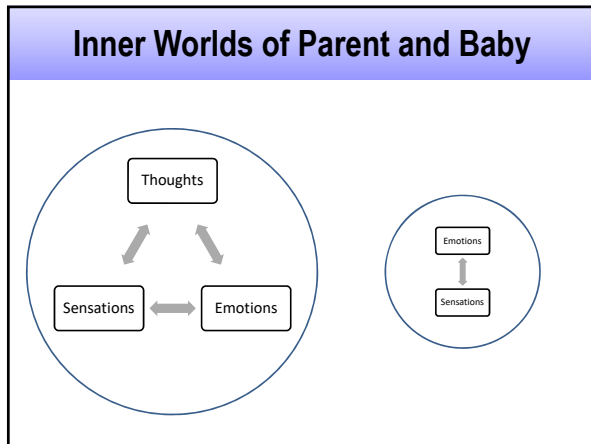 Inner Worlds of Parent and Baby
Thoughts
Sensations
Emotions
Emotions
Sensations